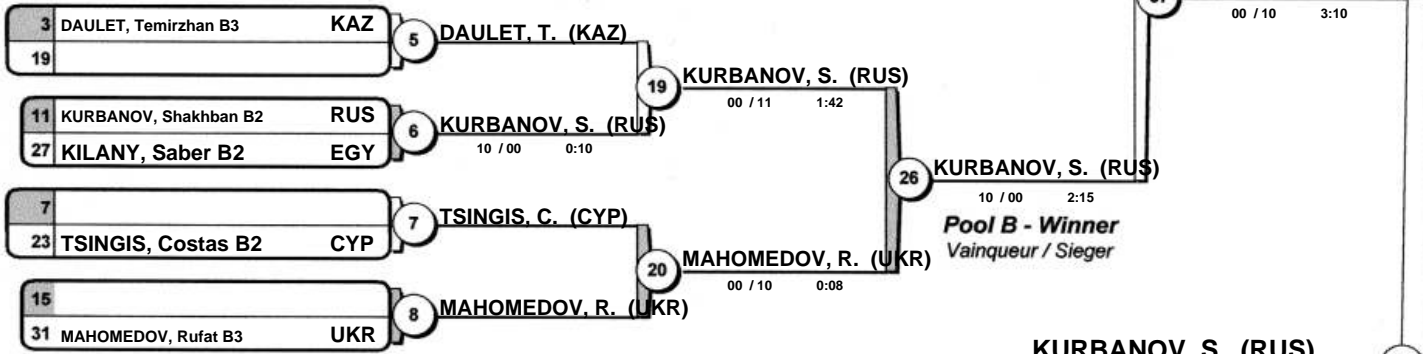 37
00 / 10 3:10
3 DAULET, Temirzhan B3 KAZ
19
5 DAULET, T. (KAZ)
19 KURBANOV, S. (RUS)
00 / 11 1:42
11 KURBANOV, Shakhban B2 RUS
27 KILANY, Saber B2 EGY
6 KURBANOV, S. (RUS)
10 / 00 0:10
26 KURBANOV, S. (RUS)
10 / 00 2:15
Pool B - Winner
Vainqueur / Sieger
7
23 TSINGIS, Costas B2 CYP
7 TSINGIS, C. (CYP)
20 MAHOMEDOV, R. (UKR)
00 / 10 0:08
15
31 MAHOMEDOV, Rufat B3 UKR
8 MAHOMEDOV, R. (UKR)
KURBANOV, S. (RUS)